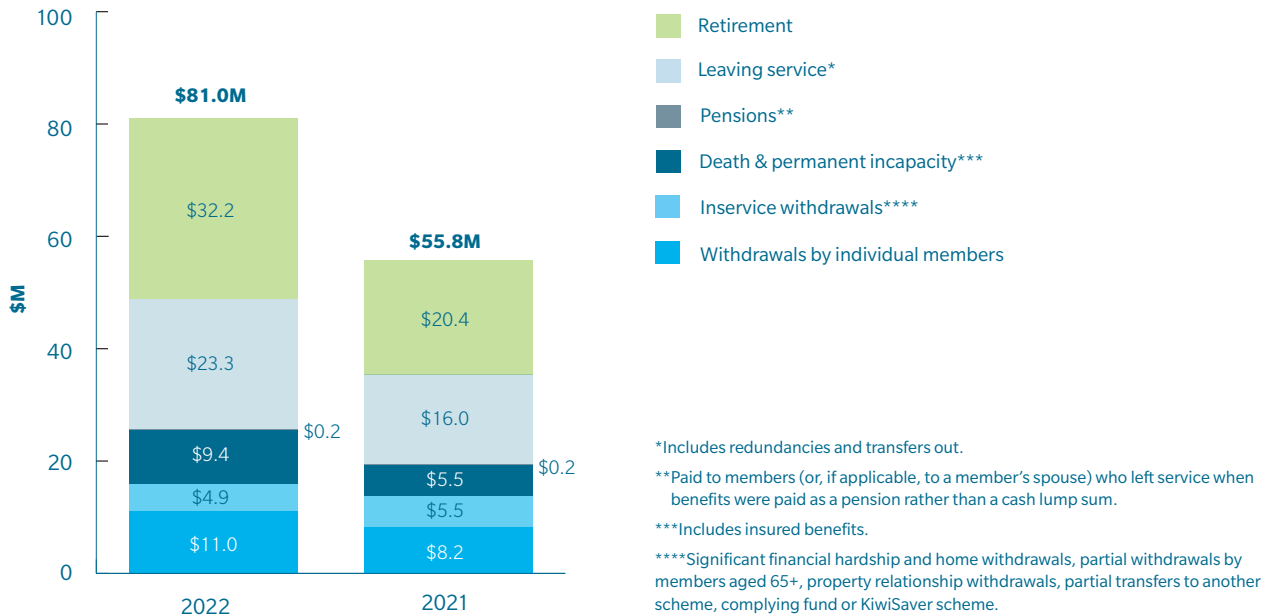 100
80
60
40
20
0
$M
$81.0M
$32.2
$23.3
$0.2
$9.4
$4.9
$11.0
2022
$55.8M
$20.4
$16.0
$0.2
$5.5
$5.5
$8.2
2021
Retirement
Leaving service*
Pensions**
Death & permanent incapacity***
Inservice withdrawals****
Withdrawals by individual members
*Includes redundancies and transfers out.
**Paid to members (or, if applicable, to a member’s spouse) who left service when
benefits were paid as a pension rather than a cash lump sum.
***Includes insured benefits.
****Significant financial hardship and home withdrawals, partial withdrawals by
members aged 65+, property relationship withdrawals, partial transfers to another
scheme, complying fund or KiwiSaver scheme.